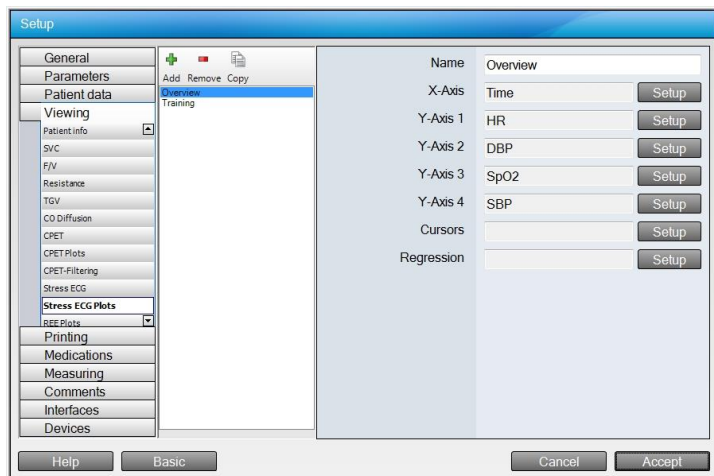 Setup
General
Parameters
Patient data
Viewing
Patient info
SVC
F/V
Resistance
TGV
CO Diffusion
CPET
CPET Plots
CPET-Filtering
Stress ECG
Stress ECG Plots
REE Plots
Printing
Medications
Measuring
Comments
Interfaces
Devices
Add Remove Copy
Overview
Training
Name Overview
X-Axis Time Setup
Y-Axis 1 HR Setup
Y-Axis 2 DBP Setup
Y-Axis 3 SpO2 Setup
Y-Axis 4 SBP Setup
Cursors Setup
Regression Setup
Help Basic Cancel Accept